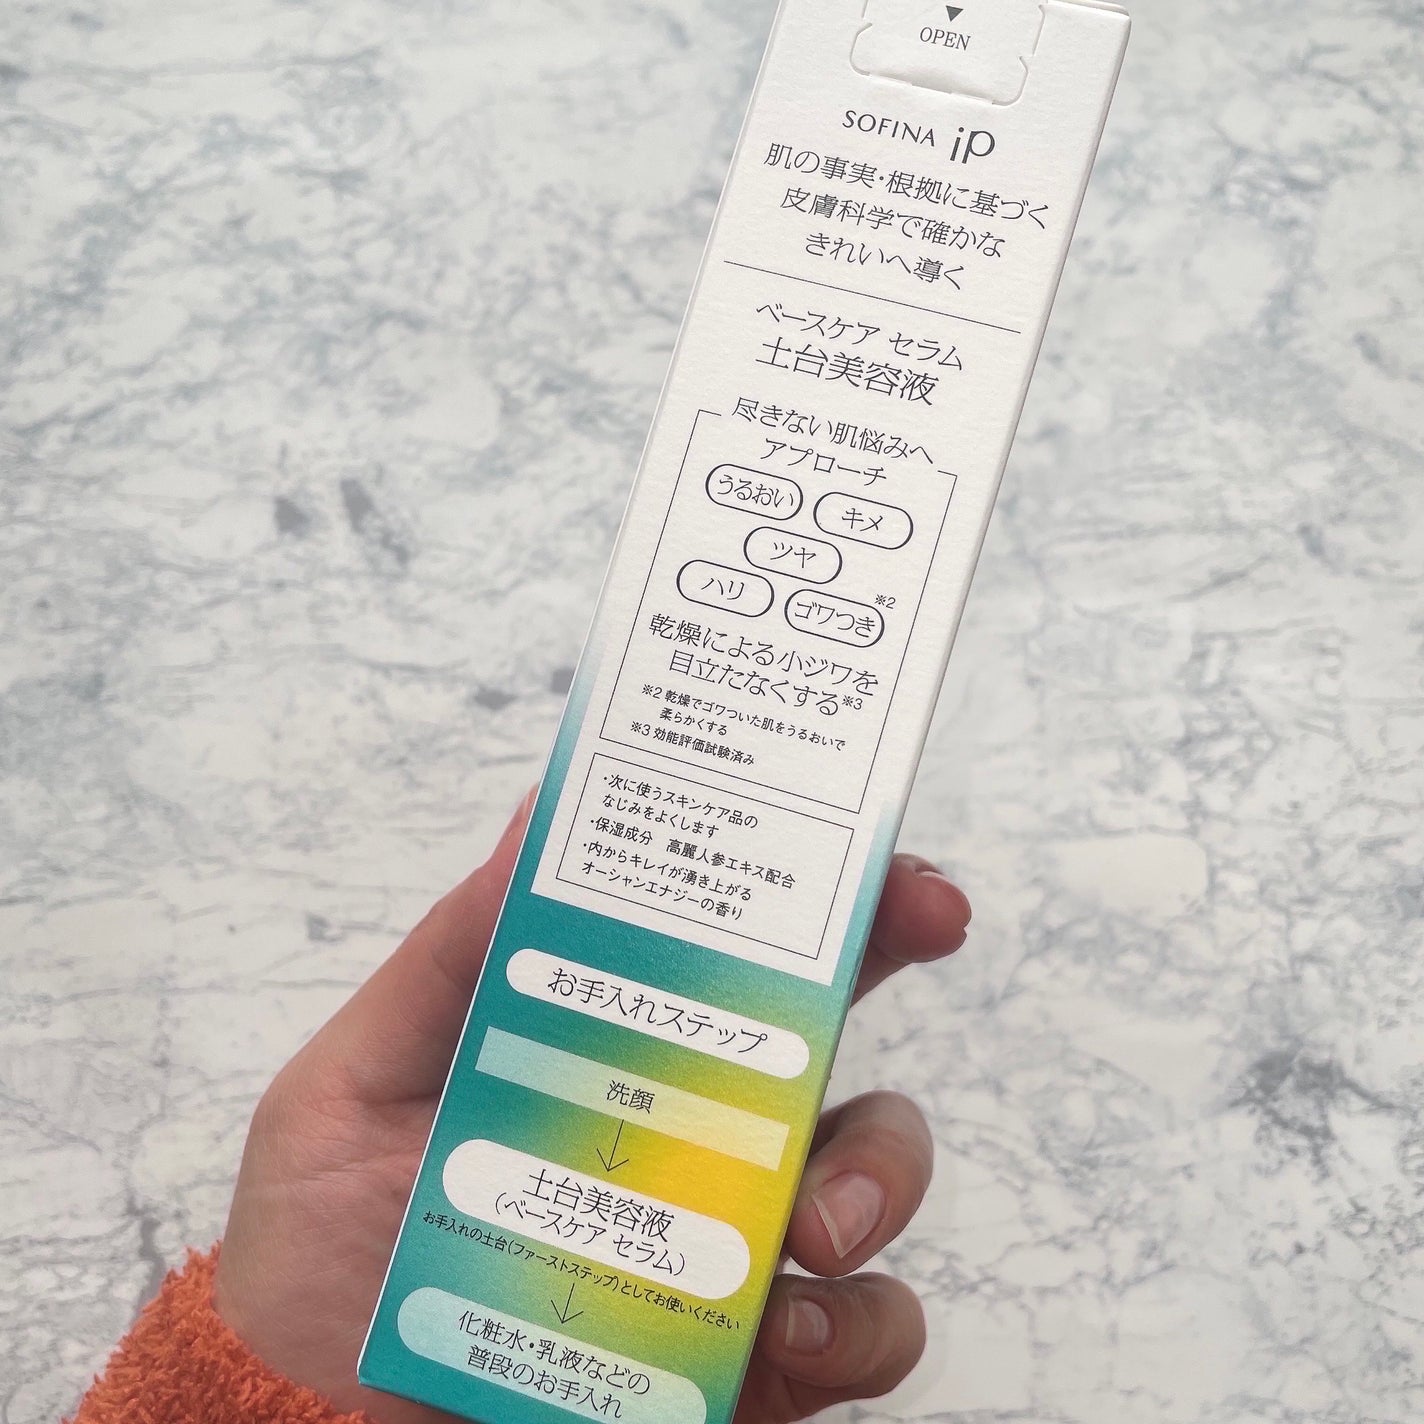 ▼
OPEN
SOFINA iP
肌の事実・根拠に基づく
皮膚科学で確かな
きれいへ導く
ベースケア セラム
土台美容液
尽きない肌悩みへ
アプローチ
うるおい キメ
ツヤ
ハリ ゴワつき※2
乾燥による小ジワを
目立たなくする※3
※2 乾燥でゴワついた肌をうるおいで
柔らかくする
※3 効能評価試験済み
・次に使うスキンケア品の
なじみをよくします
・保湿成分 高麗人参エキス配合
・内からキレイが湧き上がる
オーシャンエナジーの香り
お手入れステップ
洗顔
土台美容液
(ベースケア セラム)
お手入れの土台(ファーストステップ)としてお使いください
化粧水・乳液などの
普段のお手入れ